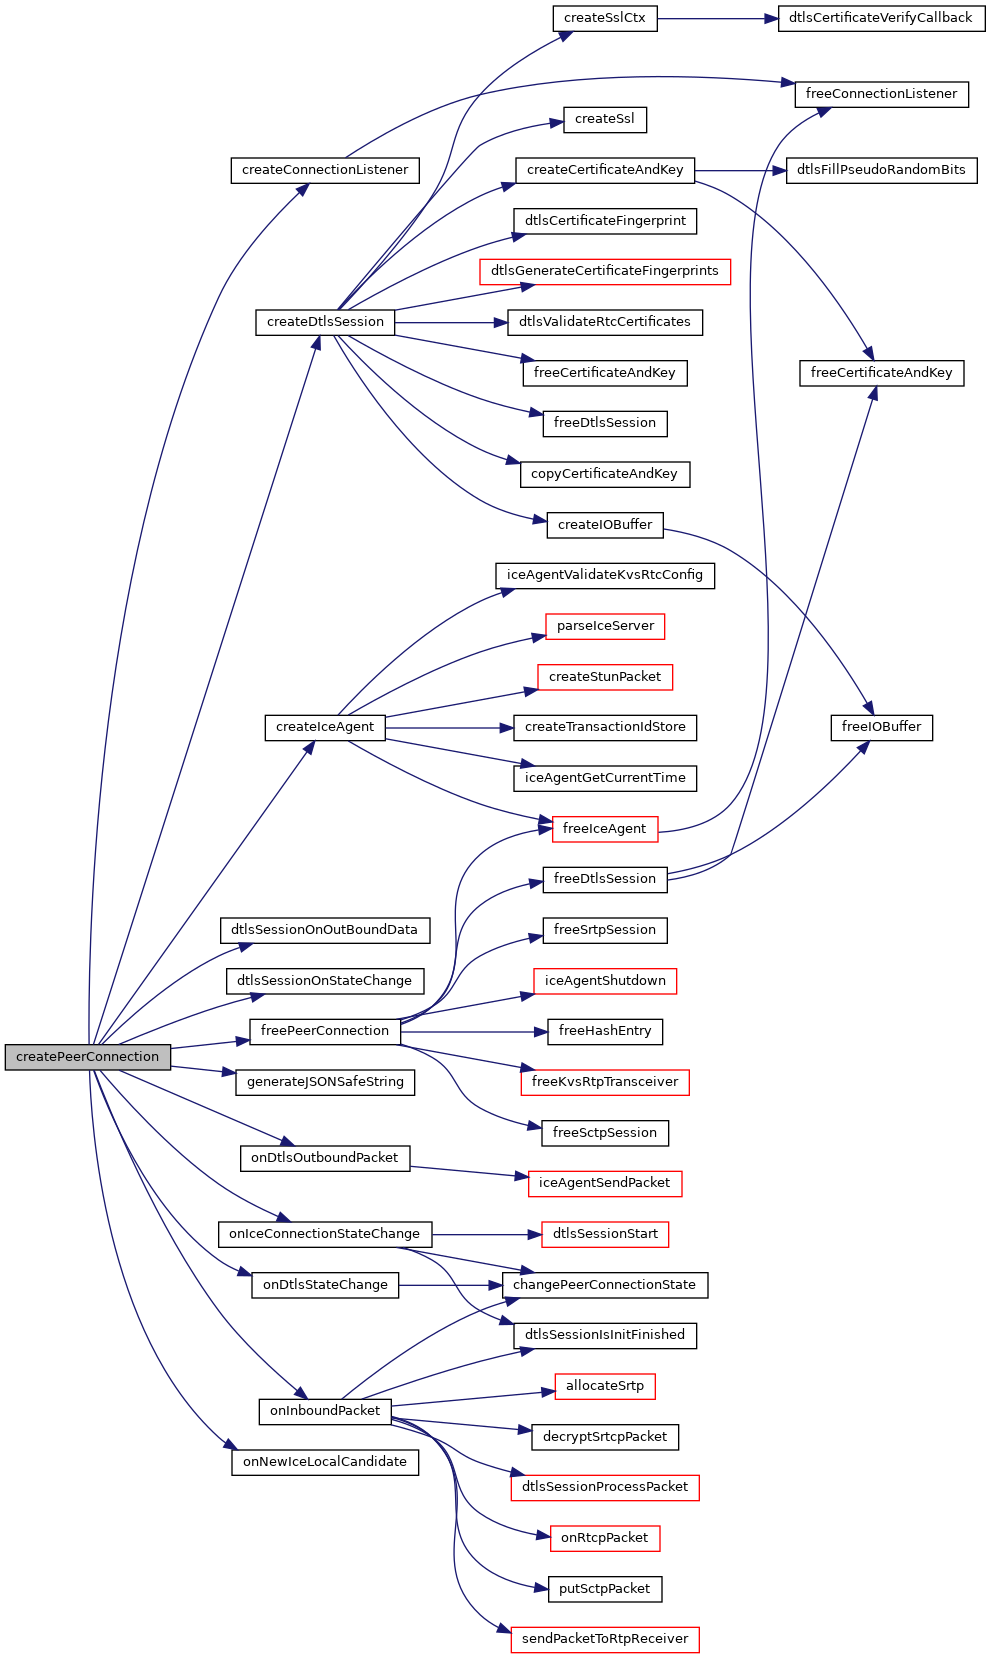 createSslCtx
dtlsCertificateVerifyCallback
freeConnectionListener
createSsl
createConnectionListener
createCertificateAndKey
dtlsFillPseudoRandomBits
dtlsCertificateFingerprint
dtlsGenerateCertificateFingerprints
createDtlsSession
dtlsValidateRtcCertificates
freeCertificateAndKey
freeCertificateAndKey
freeDtlsSession
copyCertificateAndKey
createIOBuffer
iceAgentValidateKvsRtcConfig
parseIceServer
createStunPacket
createIceAgent
createTransactionIdStore
freeIOBuffer
iceAgentGetCurrentTime
freeIceAgent
freeDtlsSession
dtlsSessionOnOutBoundData
freeSrtpSession
dtlsSessionOnStateChange
iceAgentShutdown
freePeerConnection
freeHashEntry
createPeerConnection
generateJSONSafeString
freeKvsRtpTransceiver
freeSctpSession
onDtlsOutboundPacket
iceAgentSendPacket
onIceConnectionStateChange
dtlsSessionStart
onDtlsStateChange
changePeerConnectionState
dtlsSessionIsInitFinished
allocateSrtp
onInboundPacket
decryptSrtcpPacket
onNewIceLocalCandidate
dtlsSessionProcessPacket
onRtcpPacket
putSctpPacket
sendPacketToRtpReceiver